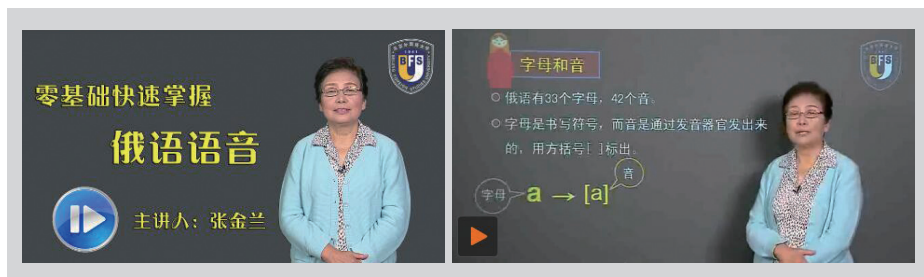 零基础快速掌握
俄语语音
主讲人：张金兰
BFS
字母和音
俄语有33个字母，42个音。
字母是书写符号，而音是通过发音器官发出来
的，用方括号[ ]标出。
音
字母 a → [a]
BFS